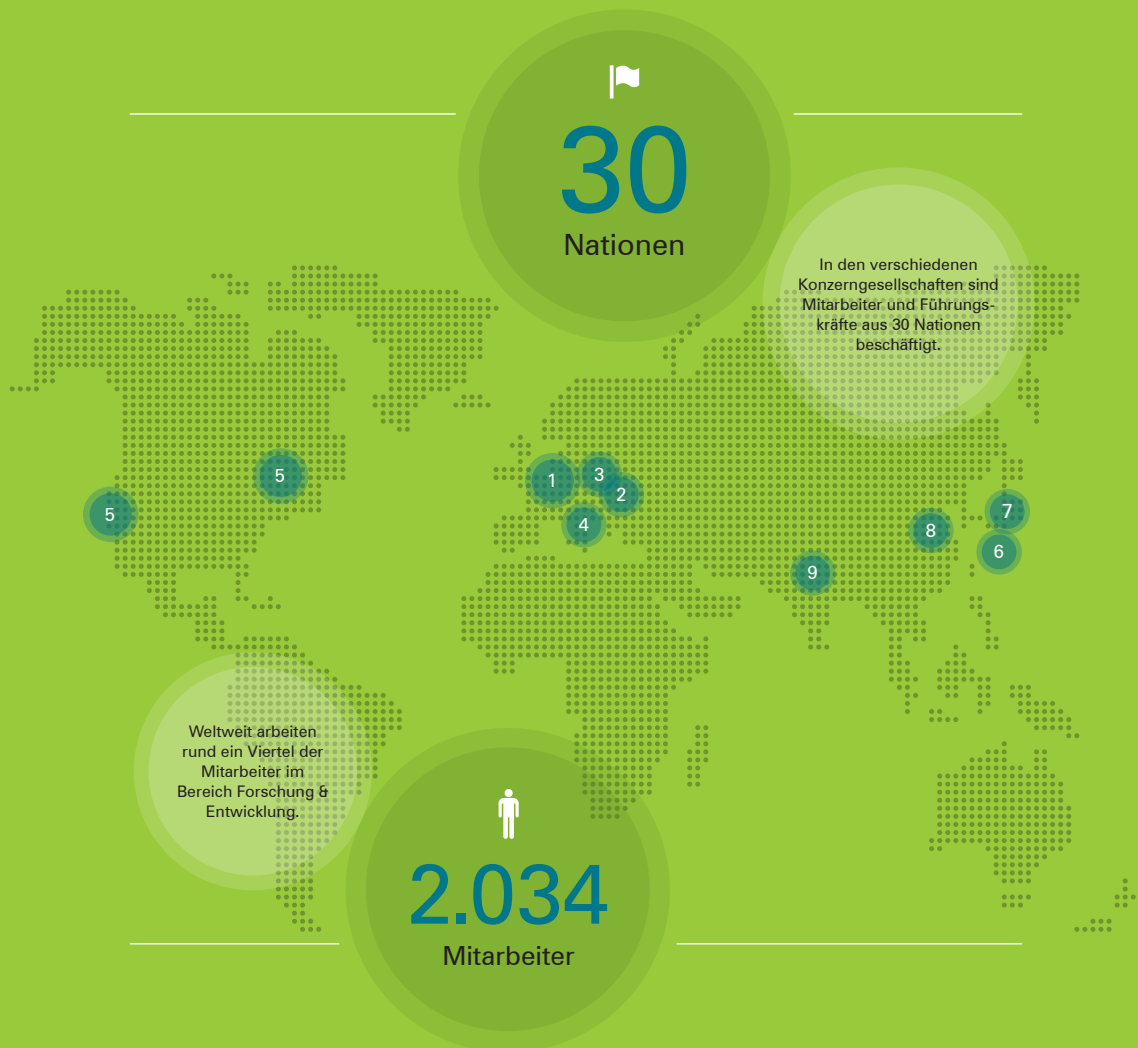 30
Nationen
In den verschiedenen
Konzerngesellschaften sind
Mitarbeiter und Führungs-
kräfte aus 30 Nationen
beschäftigt.
5
5
1
3
2
4
7
8
6
9
Weltweit arbeiten
rund ein Viertel der
Mitarbeiter im
Bereich Forschung &
Entwicklung.
2.034
Mitarbeiter